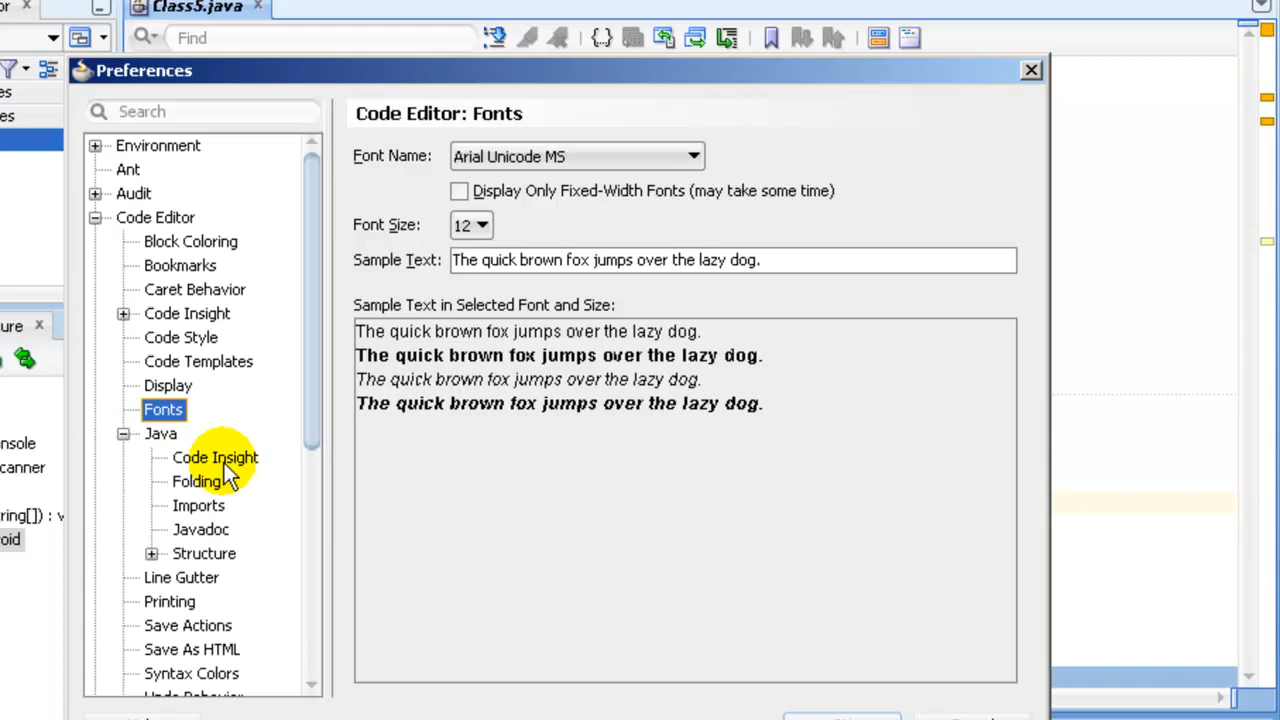 Class5.java
Find
Preferences
Search
Environment
Ant
Audit
Code Editor
Block Coloring
Bookmarks
Caret Behavior
Code Insight
Code Style
Code Templates
Display
Fonts
Java
Code Insight
Folding
Imports
Javadoc
Structure
Line Gutter
Printing
Save Actions
Save As HTML
Syntax Colors
Undo Behavior
Code Editor: Fonts
Font Name: Arial Unicode MS
Display Only Fixed-Width Fonts (may take some time)
Font Size: 12
Sample Text: The quick brown fox jumps over the lazy dog.
Sample Text in Selected Font and Size:
The quick brown fox jumps over the lazy dog.
The quick brown fox jumps over the lazy dog.
The quick brown fox jumps over the lazy dog.
The quick brown fox jumps over the lazy dog.
or
es
es
ure
onsole
canner
ring[]) : v
oid